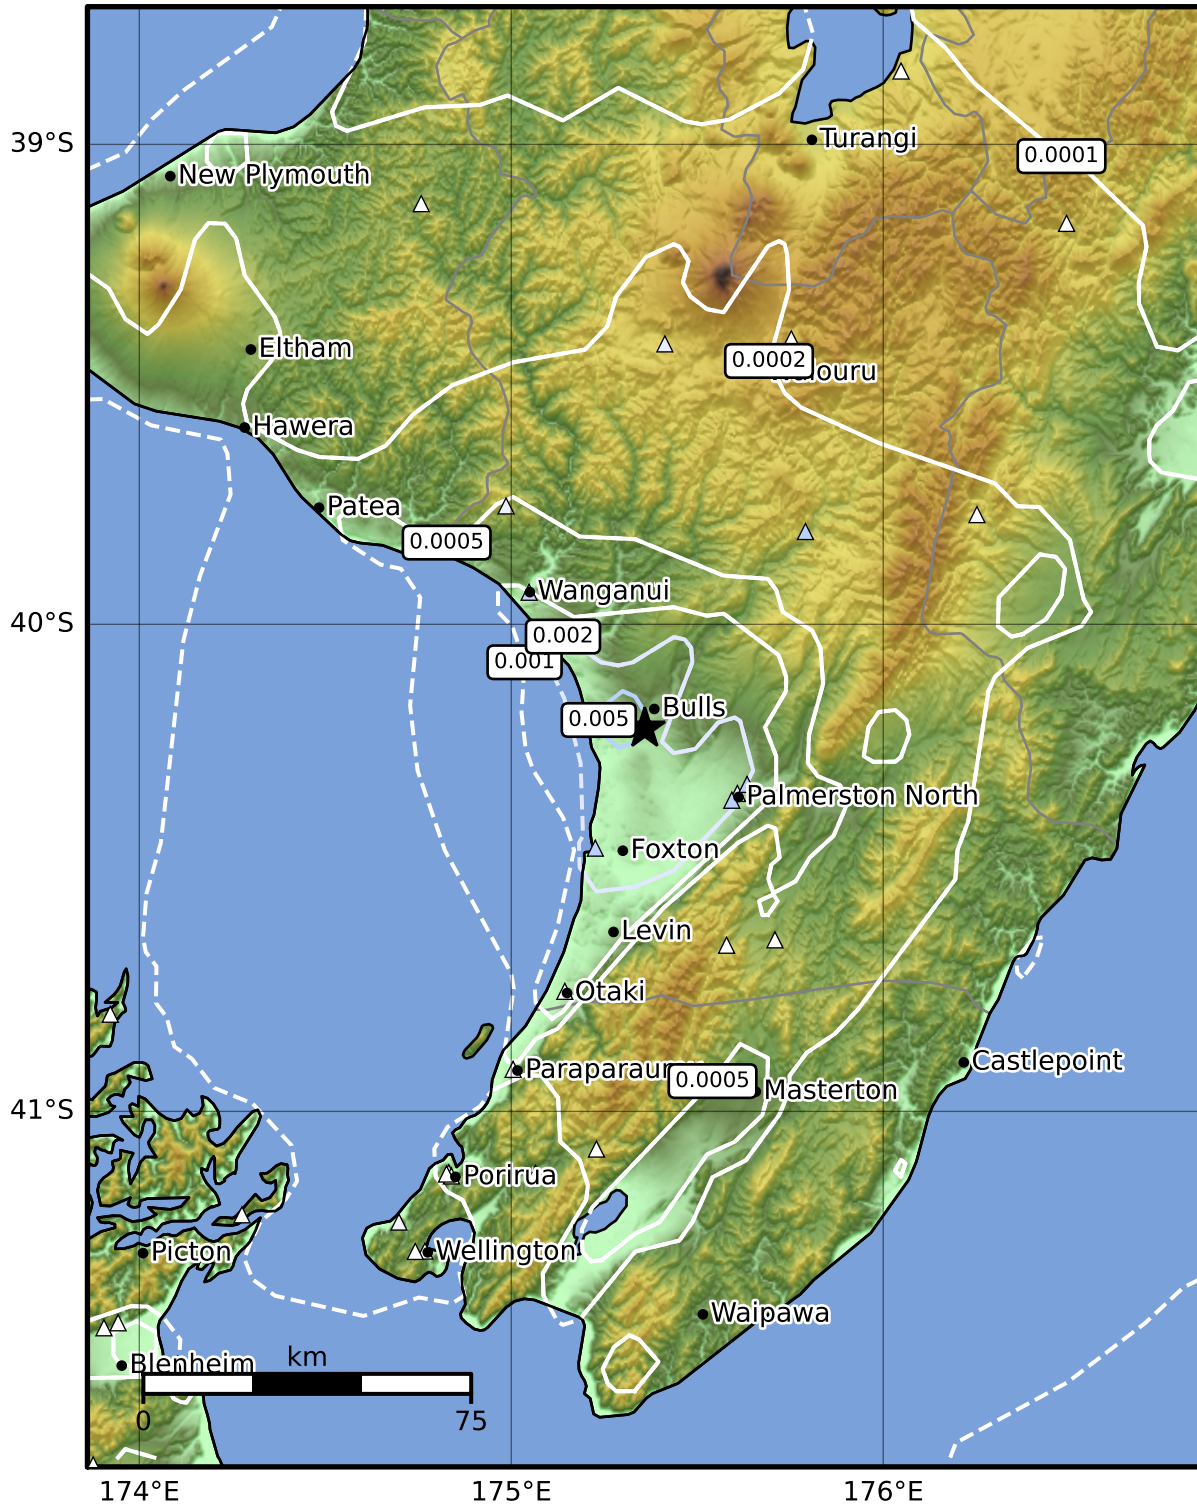 39°S
Turangi
0.0001
New Plymouth
Eltham
0.0002
Hawera
Patea
0.0005
Wanganui
40°S
0.002
0.001
Bulls
0.005
Palmerston North
Foxton
Levin
Otaki
Castlepoint
0.0005
Masterton
41°S
Porirua
Wellington
Picton
Waipawa
km
Blenheim
0
75
174°E
175°E
176°E